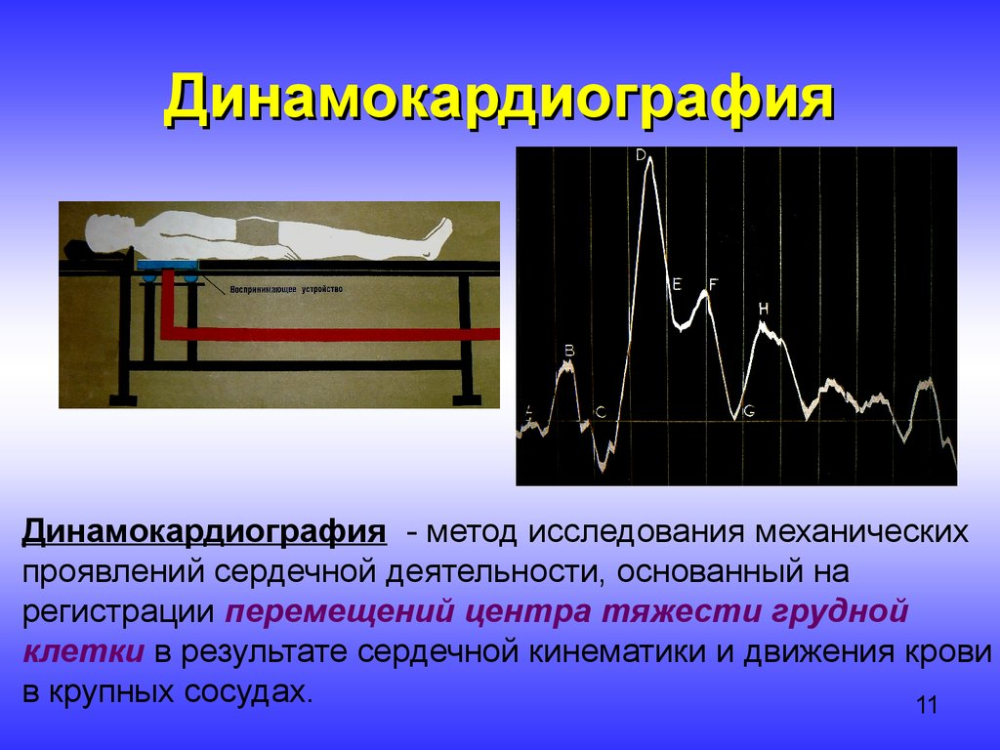 Динамокардиография
Воспринимающее устройство
D
E F
H
B
C
G
Динамокардиография - метод исследования механических
проявлений сердечной деятельности, основанный на
регистрации перемещений центра тяжести грудной
клетки в результате сердечной кинематики и движения крови
в крупных сосудах.
11